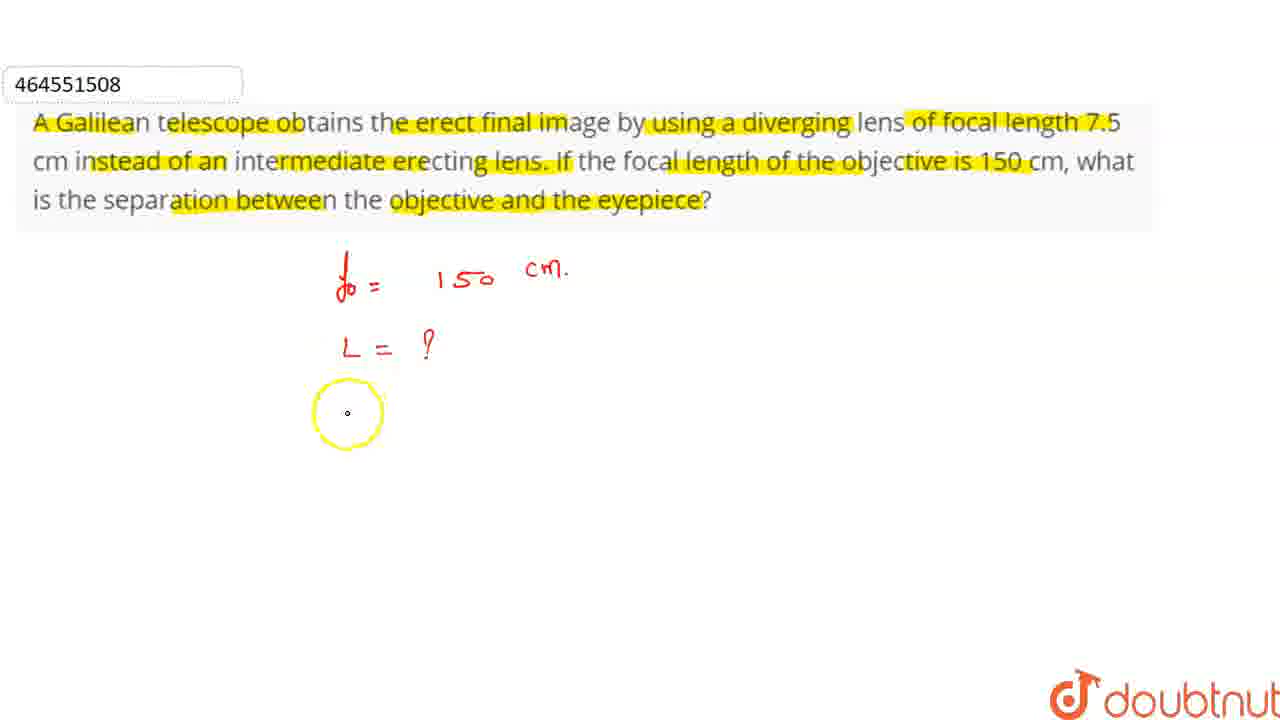 464551508
A Galilean telescope obtains the erect final image by using a diverging lens of focal length 7.5
cm instead of an intermediate erecting lens. If the focal length of the objective is 150 cm, what
is the separation between the objective and the eyepiece?
fo = 150 cm.
L = ?
doubtnut